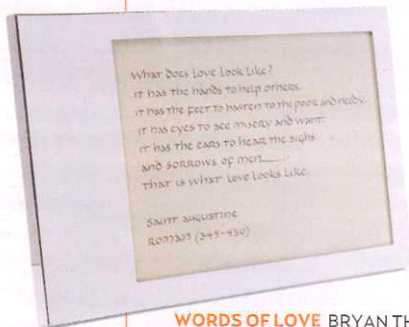 What does love look like?
it has the hands to help others.
it has the feet to hasten to the poor and needy.
it has eyes to see misery and want.
it has the ears to hear the sighs
and sorrows of men
that is what love looks like.
Saint Augustine
Roman (345-430)
WORDS OF LOVE BRYAN TH